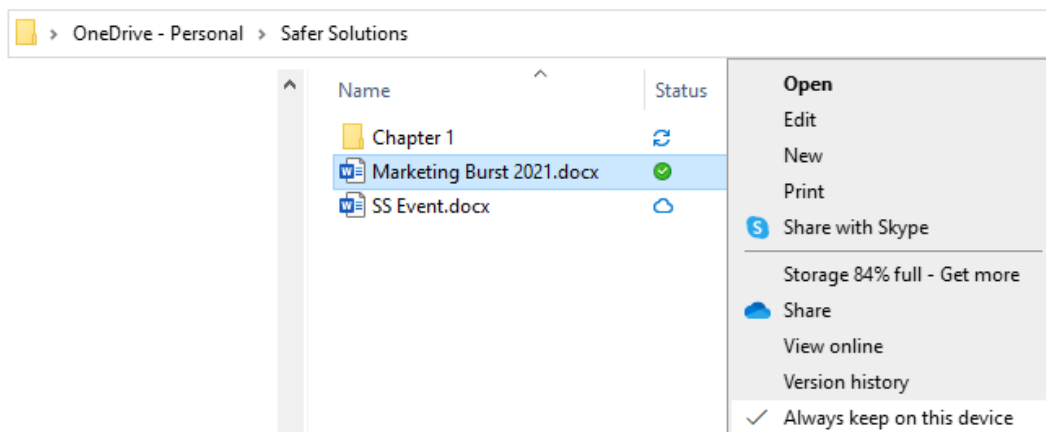 OneDrive - Personal > Safer Solutions
Name Status
Chapter 1
Marketing Burst 2021.docx
SS Event.docx
Open
Edit
New
Print
Share with Skype
Storage 84% full - Get more
Share
View online
Version history
Always keep on this device